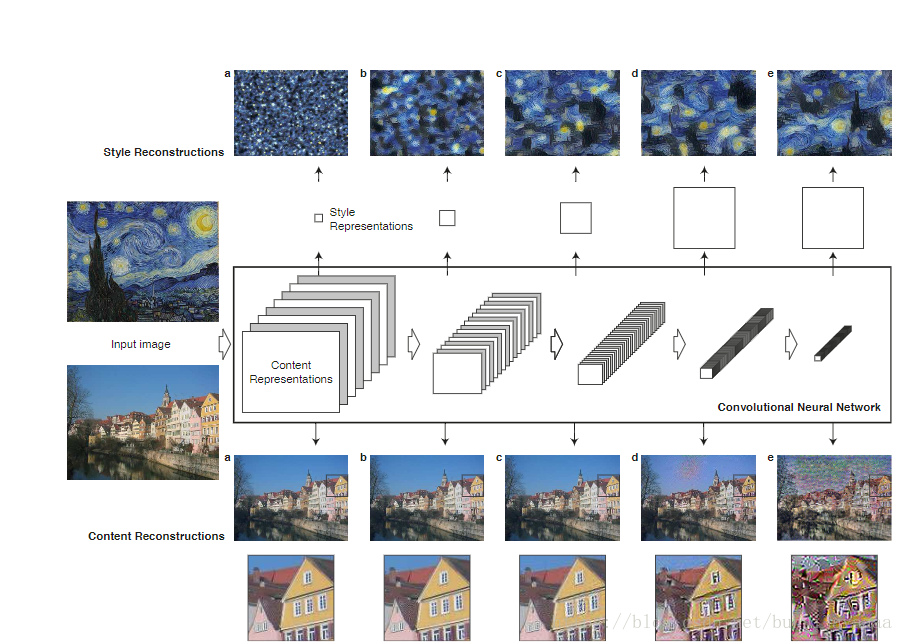 a
b
c
d
e
Style Reconstructions
Style
Representations
Input image
Content
Representations
Convolutional Neural Network
a
b
c
d
e
Content Reconstructions